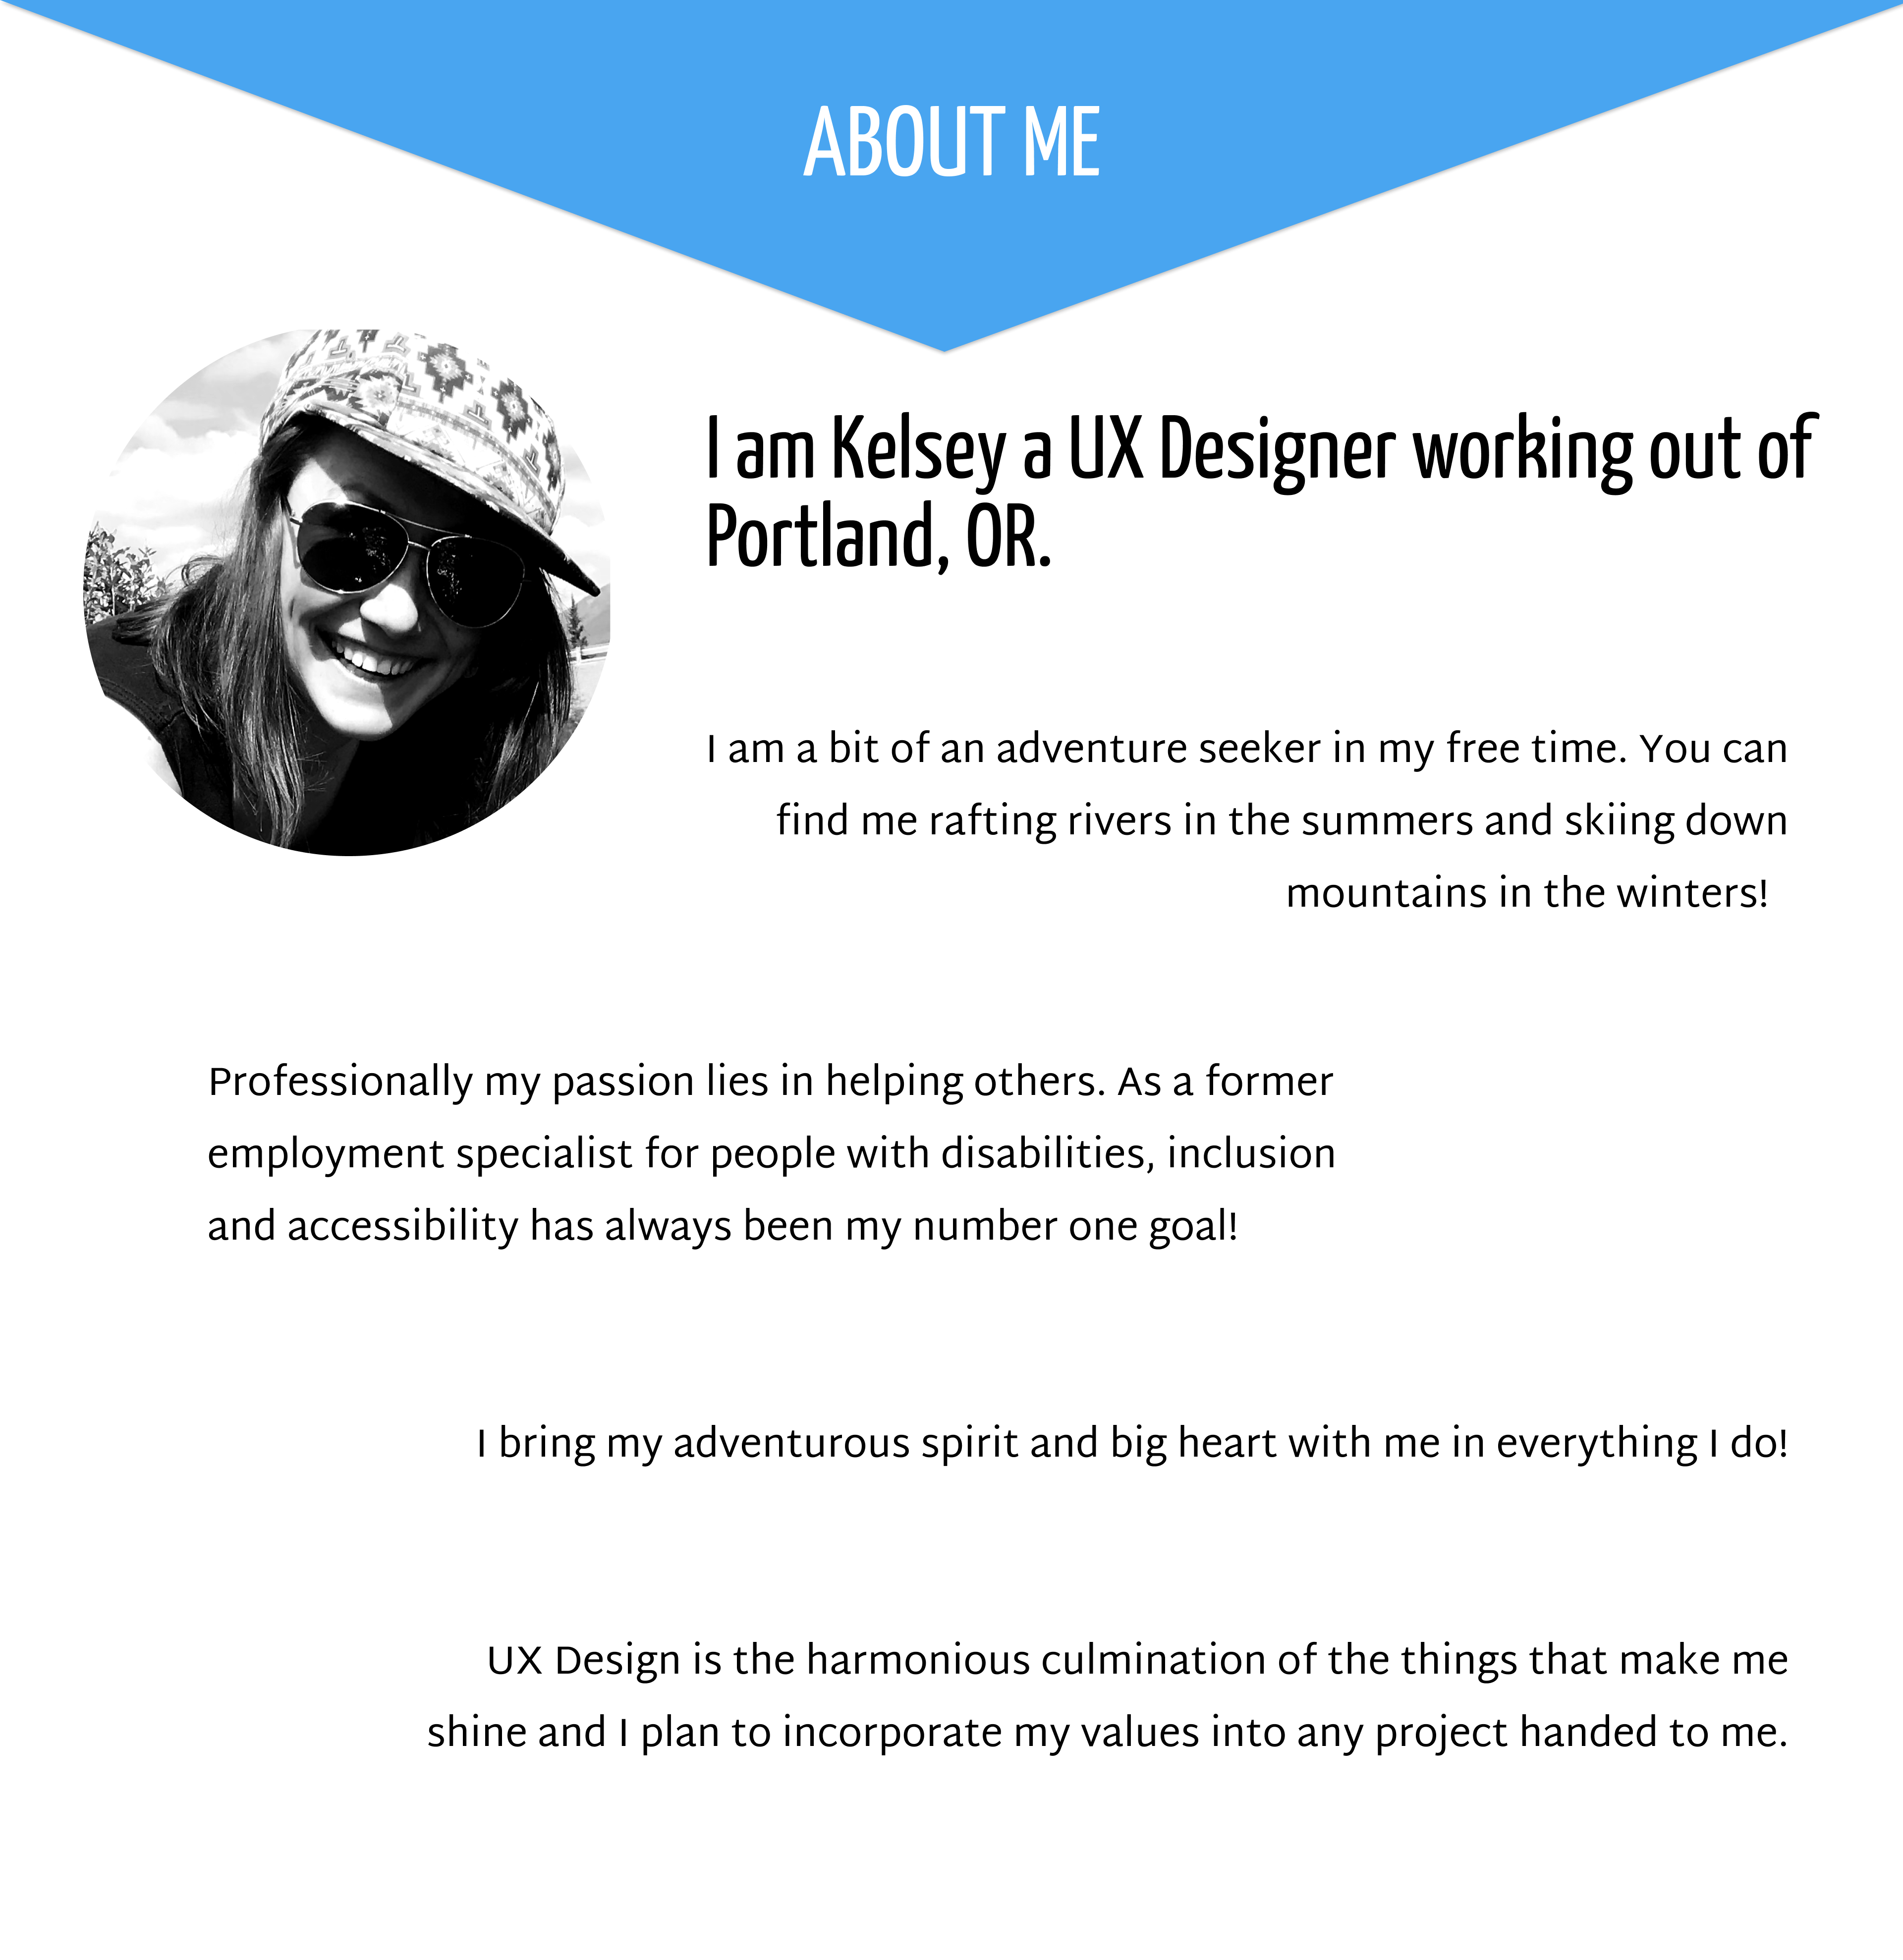 ABOUT ME
I am Kelsey a UX Designer working out of
Portland, OR.
I am a bit of an adventure seeker in my free time. You can
find me rafting rivers in the summers and skiing down
mountains in the winters!
Professionally my passion lies in helping others. As a former
employment specialist for people with disabilities, inclusion
and accessibility has always been my number one goal!
I bring my adventurous spirit and big heart with me in everything I do!
UX Design is the harmonious culmination of the things that make me
shine and I plan to incorporate my values into any project handed to me.